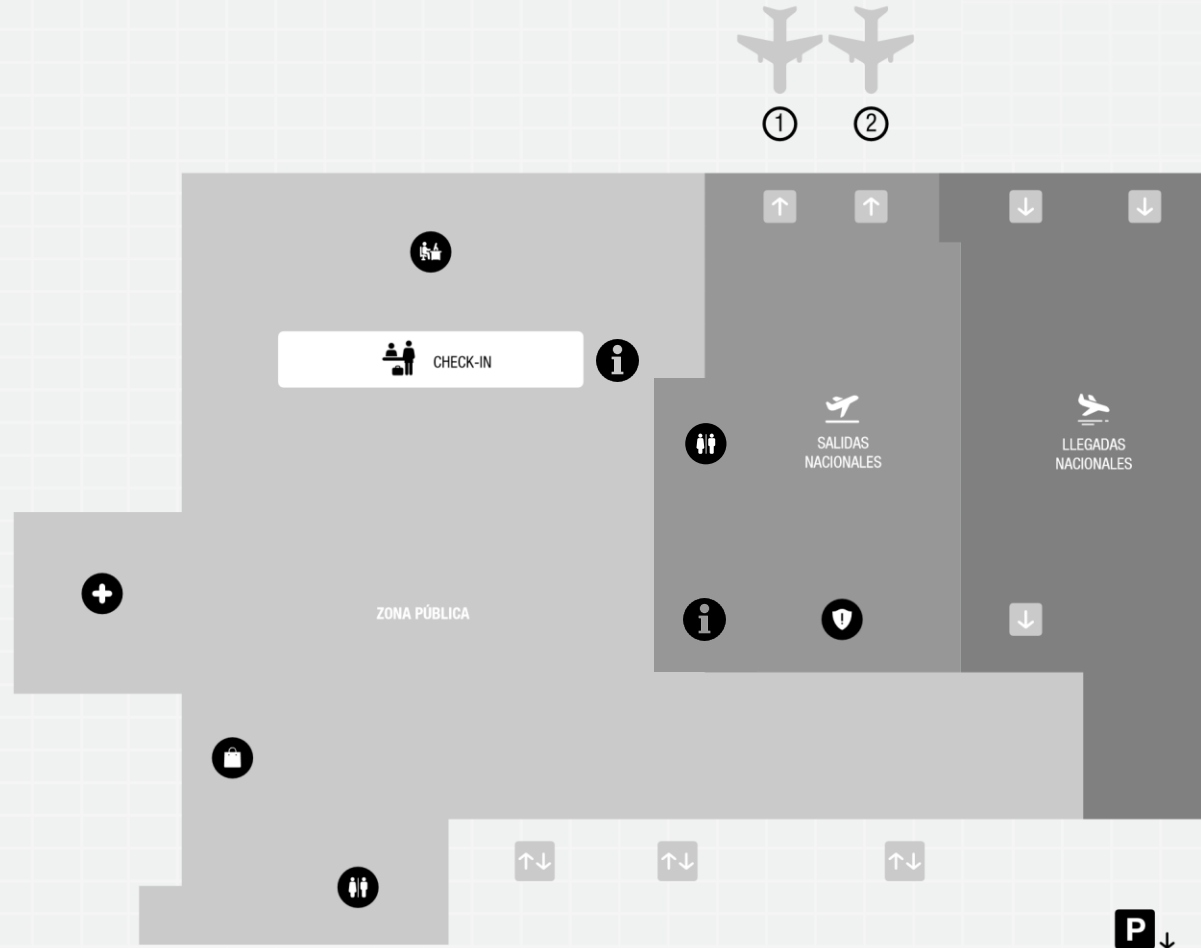 1
2
CHECK-IN
SALIDAS
NACIONALES
LLEGADAS
NACIONALES
ZONA PÚBLICA
P